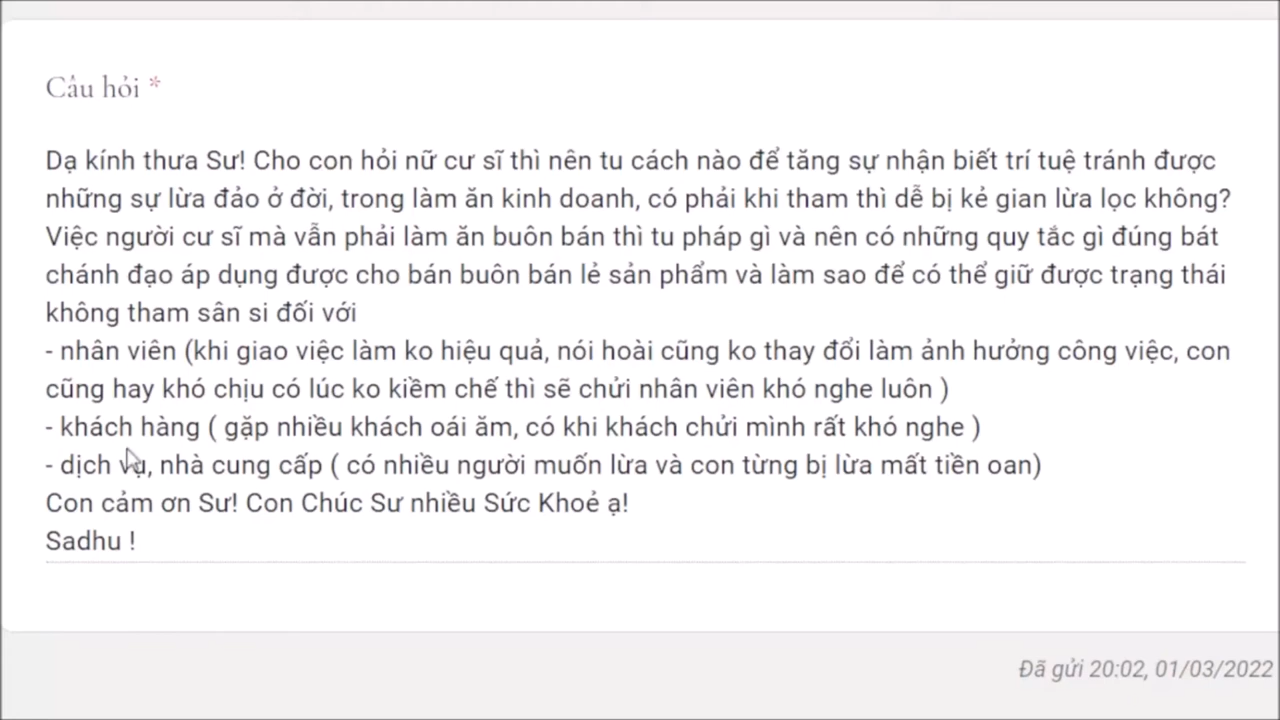 Câu hỏi *
Dạ kính thưa Sư! Cho con hỏi nữ cư sĩ thì nên tu cách nào để tăng sự nhận biết trí tuệ tránh được
những sự lừa đảo ở đời, trong làm ăn kinh doanh, có phải khi tham thì dễ bị kẻ gian lừa lọc không?
Việc người cư sĩ mà vẫn phải làm ăn buôn bán thì tu pháp gì và nên có những quy tắc gì đúng bát
chánh đạo áp dụng được cho bán buôn bán lẻ sản phẩm và làm sao để có thể giữ được trạng thái
không tham sân si đối với
- nhân viên (khi giao việc làm ko hiệu quả, nói hoài cũng ko thay đổi làm ảnh hưởng công việc, con
cũng hay khó chịu có lúc ko kiềm chế thì sẽ chửi nhân viên khó nghe luôn )
- khách hàng ( gặp nhiều khách oái ăm, có khi khách chửi mình rất khó nghe )
- dịch vụ, nhà cung cấp ( có nhiều người muốn lừa và con từng bị lừa mất tiền oan)
Con cảm ơn Sư! Con Chúc Sư nhiều Sức Khoẻ ạ!
Sadhu !
Đã gửi 20:02, 01/03/2022